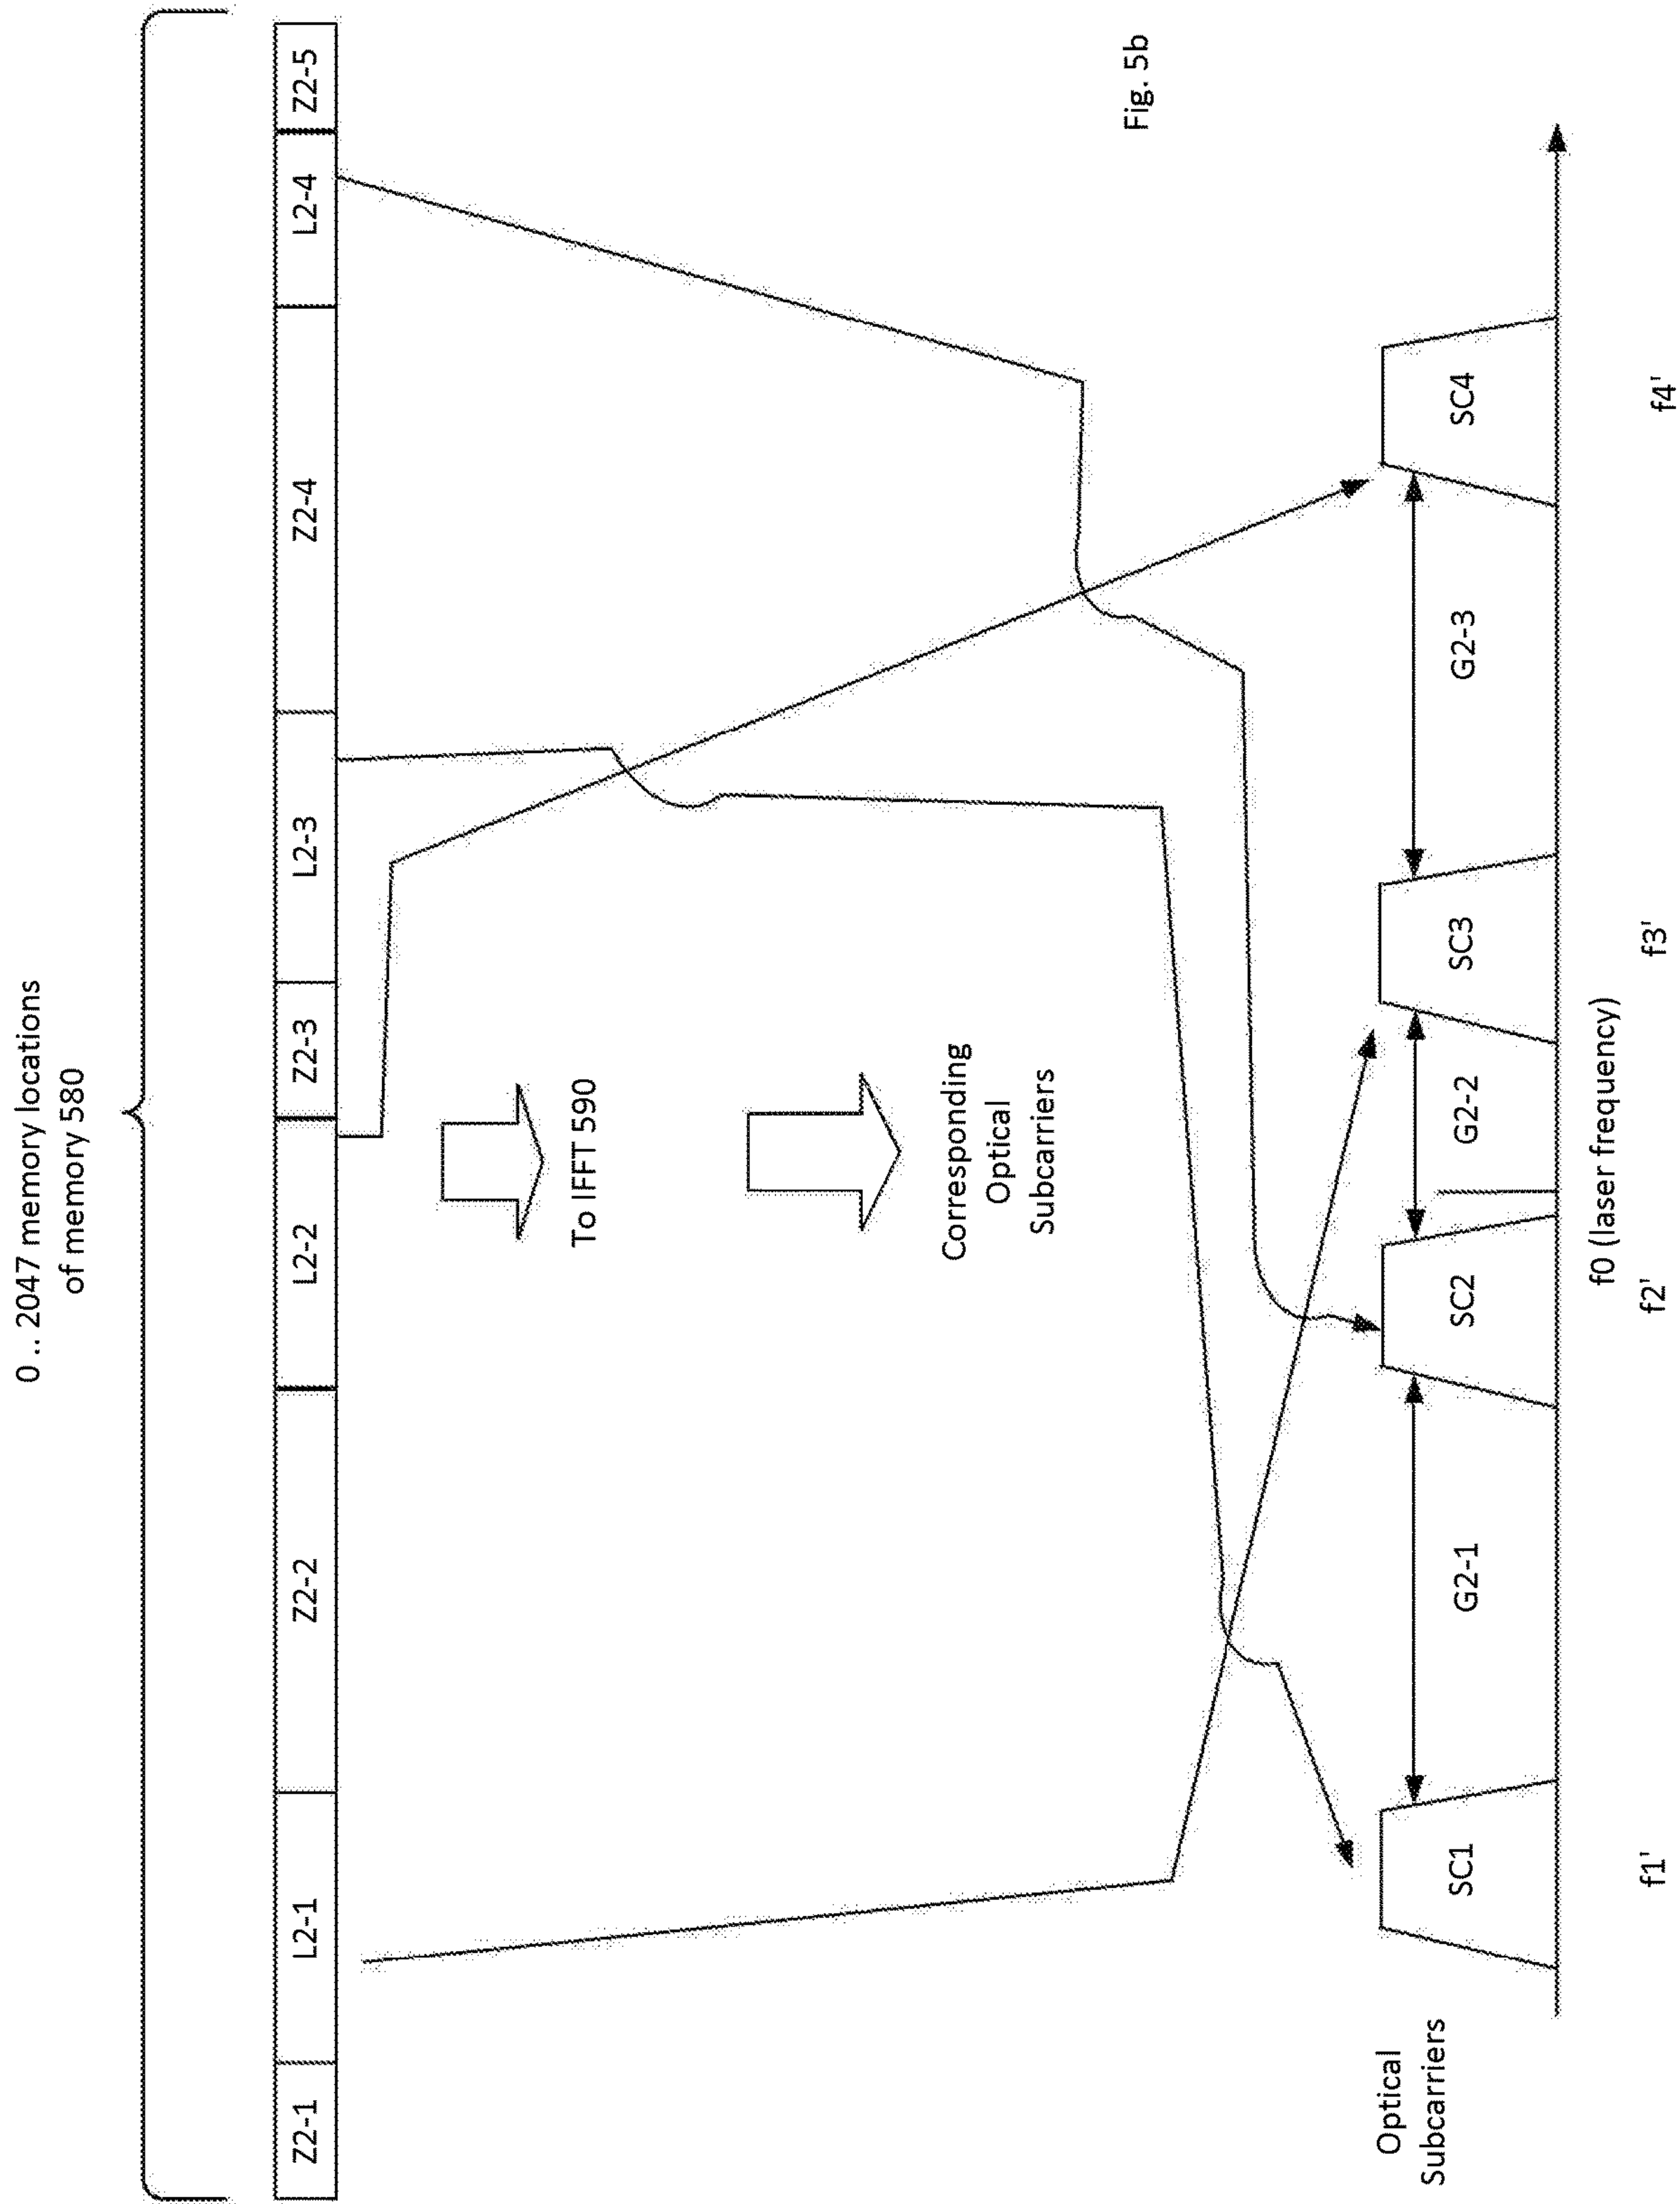 0 .. 2047 memory locations
of memory 580
Z2-1
L2-1
Z2-2
L2-2
Z2-3
L2-3
Z2-4
L2-4
Z2-5
To IFFT 590
Corresponding
Optical
Subcarriers
Fig. 5b
Optical
Subcarriers
SC1
G2-1
SC2
G2-2
SC3
G2-3
SC4
f0 (laser frequency)
f1'
f2'
f3'
f4'